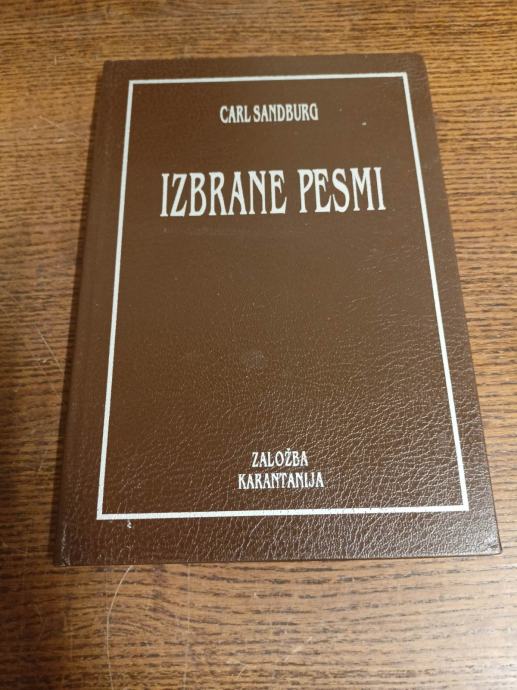 CARL SANDBURG
IZBRANE PESMI
ZALOŽBA
KARANTANIJA